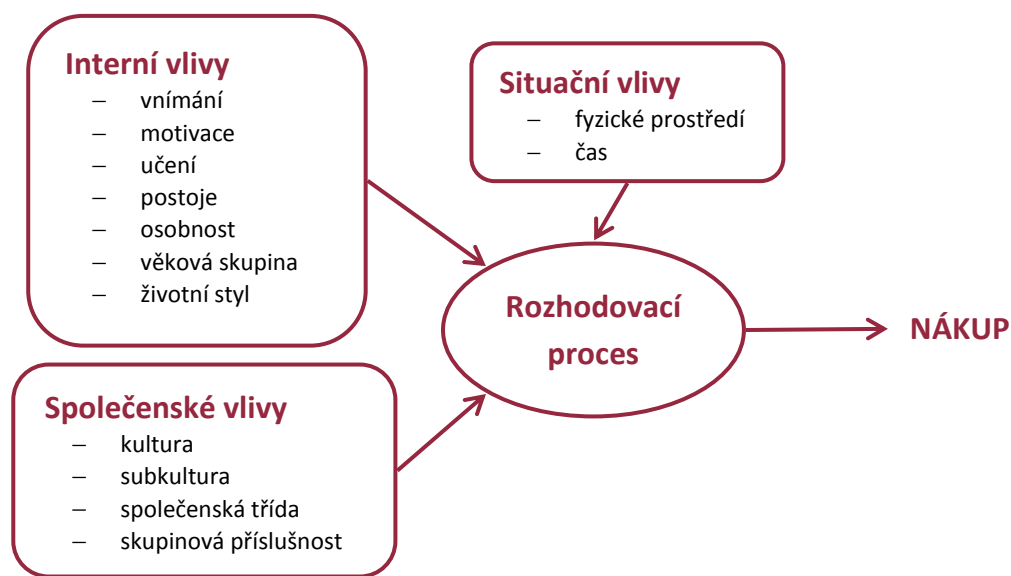 Interní vlivy
– vnímání
– motivace
– učení
– postoje
– osobnost
– věková skupina
– životní styl
Situační vlivy
– fyzické prostředí
– čas
Rozhodovací
proces
NÁKUP
Společenské vlivy
– kultura
– subkultura
– společenská třída
– skupinová příslušnost